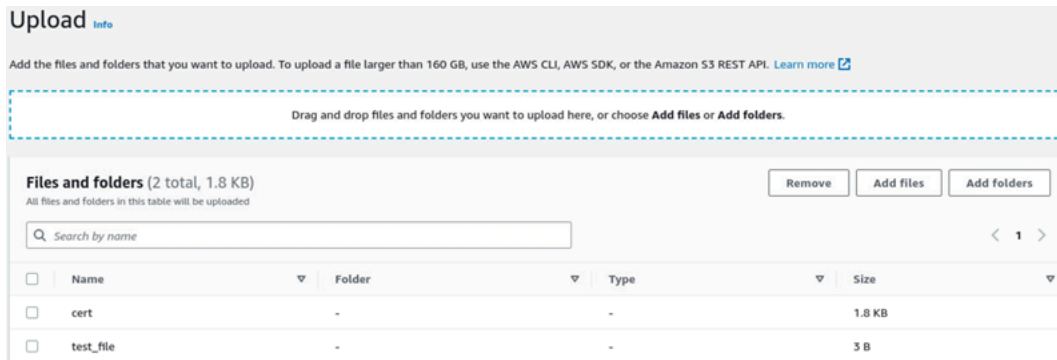 Upload Info
Add the files and folders that you want to upload. To upload a file larger than 160 GB, use the AWS CLI, AWS SDK, or the Amazon S3 REST API. Learn more
Drag and drop files and folders you want to upload here, or choose Add files or Add folders.
Files and folders (2 total, 1.8 KB)
All files and folders in this table will be uploaded
Remove Add files Add folders
Search by name
< 1 >
Name Folder Type Size
cert - - 1.8 KB
test_file - - 3 B